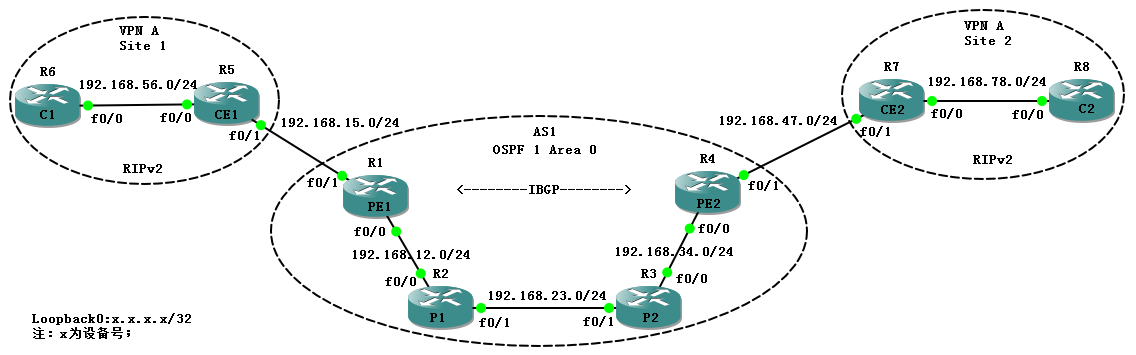 VPN A
Site 1
R6
192.168.56.0/24
R5
C1
CE1
f0/0
f0/0
f0/1
RIPv2
192.168.15.0/24
VPN A
Site 2
R7
192.168.78.0/24
R8
CE2
C2
f0/0
f0/0
f0/1
RIPv2
192.168.47.0/24
AS1
OSPF 1 Area 0
R1
f0/1
PE1
<--------IBGP-------->
R4
f0/1
PE2
f0/0
192.168.12.0/24
f0/0
R2
P1
f0/1
192.168.23.0/24
f0/0
192.168.34.0/24
f0/0
R3
P2
f0/1
Loopback0:x.x.x.x/32
注：x为设备号；